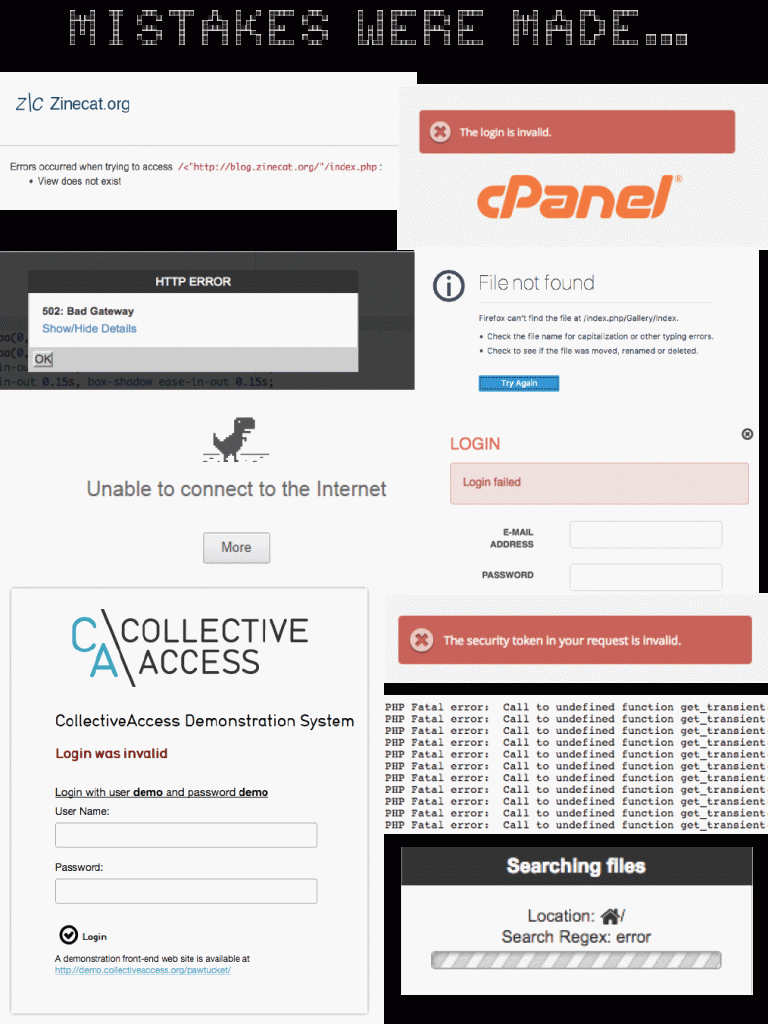 MISTAKES WERE MADE...
Z\C Zinecat.org
Errors occurred when trying to access /<"http://blog.zinecat.org/"/index.php :
• View does not exist
The login is invalid.
cPanel®
HTTP ERROR
502: Bad Gateway
Show/Hide Details
OK
in-out 0.15s, box-shadow ease-in-out 0.15s;
File not found
Firefox can't find the file at /index.php/Gallery/Index.
• Check the file name for capitalization or other typing errors.
• Check to see if the file was moved, renamed or deleted.
Try Again
Unable to connect to the Internet
More
LOGIN
Login failed
E-MAIL
ADDRESS
PASSWORD
CA\COLLECTIVE
ACCESS
CollectiveAccess Demonstration System
Login was invalid
Login with user demo and password demo
User Name:
Password:
Login
A demonstration front-end web site is available at
http://demo.collectiveaccess.org/pawtucket/
The security token in your request is invalid.
PHP Fatal error:  Call to undefined function get_transient
PHP Fatal error:  Call to undefined function get_transient
PHP Fatal error:  Call to undefined function get_transient
PHP Fatal error:  Call to undefined function get_transient
PHP Fatal error:  Call to undefined function get_transient
PHP Fatal error:  Call to undefined function get_transient
PHP Fatal error:  Call to undefined function get_transient
PHP Fatal error:  Call to undefined function get_transient
PHP Fatal error:  Call to undefined function get_transient
PHP Fatal error:  Call to undefined function get_transient
PHP Fatal error:  Call to undefined function get_transient
Searching files
Location: /
Search Regex: error